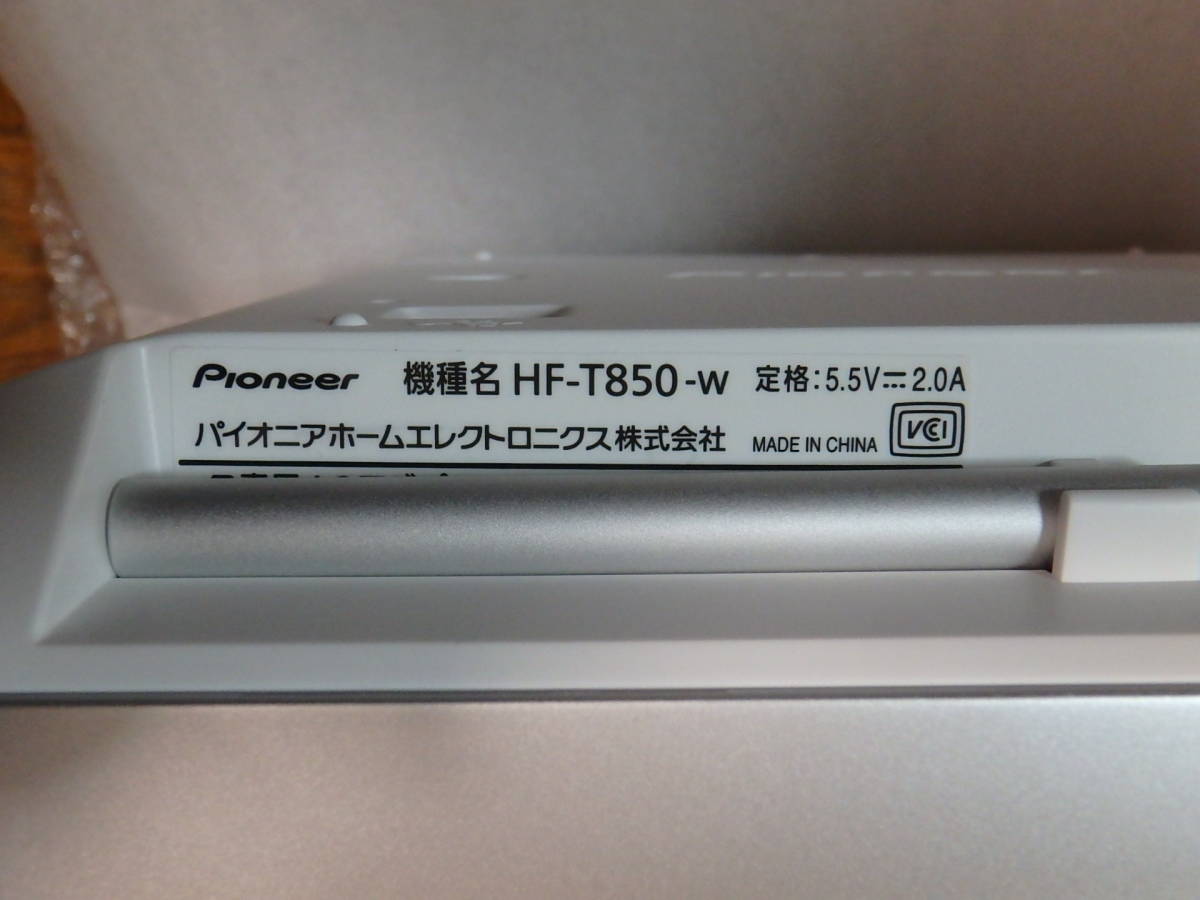 Pioneer 機種名 HF-T850-W 定格:5.5V⎓2.0A
パイオニアホームエレクトロニクス株式会社 MADE IN CHINA VCI